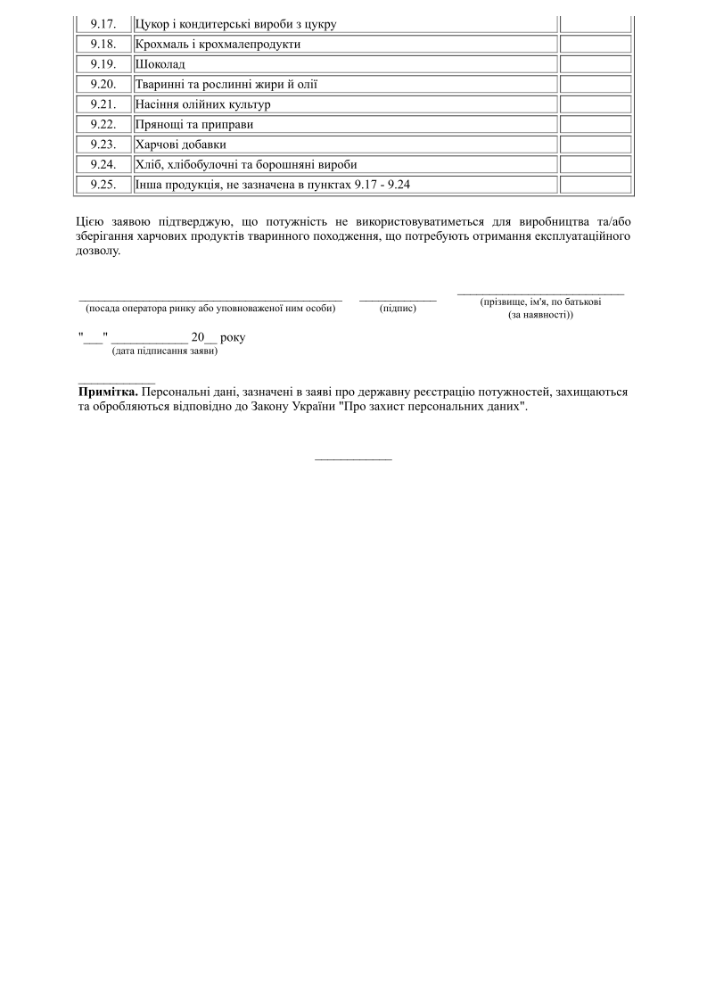 9.17. Цукор і кондитерські вироби з цукру
9.18. Крохмаль і крохмалепродукти
9.19. Шоколад
9.20. Тваринні та рослинні жири й олії
9.21. Насіння олійних культур
9.22. Прянощі та приправи
9.23. Харчові добавки
9.24. Хліб, хлібобулочні та борошняні вироби
9.25. Інша продукція, не зазначена в пунктах 9.17 - 9.24
Цією заявою підтверджую, що потужність не використовуватиметься для виробництва та/або
зберігання харчових продуктів тваринного походження, що потребують отримання експлуатаційного
дозволу.
(посада оператора ринку або уповноваженої ним особи) (підпис) (прізвище, ім'я, по батькові
(за наявності))
"___" ____________ 20__ року
(дата підписання заяви)
Примітка. Персональні дані, зазначені в заяві про державну реєстрацію потужностей, захищаються
та обробляються відповідно до Закону України "Про захист персональних даних".